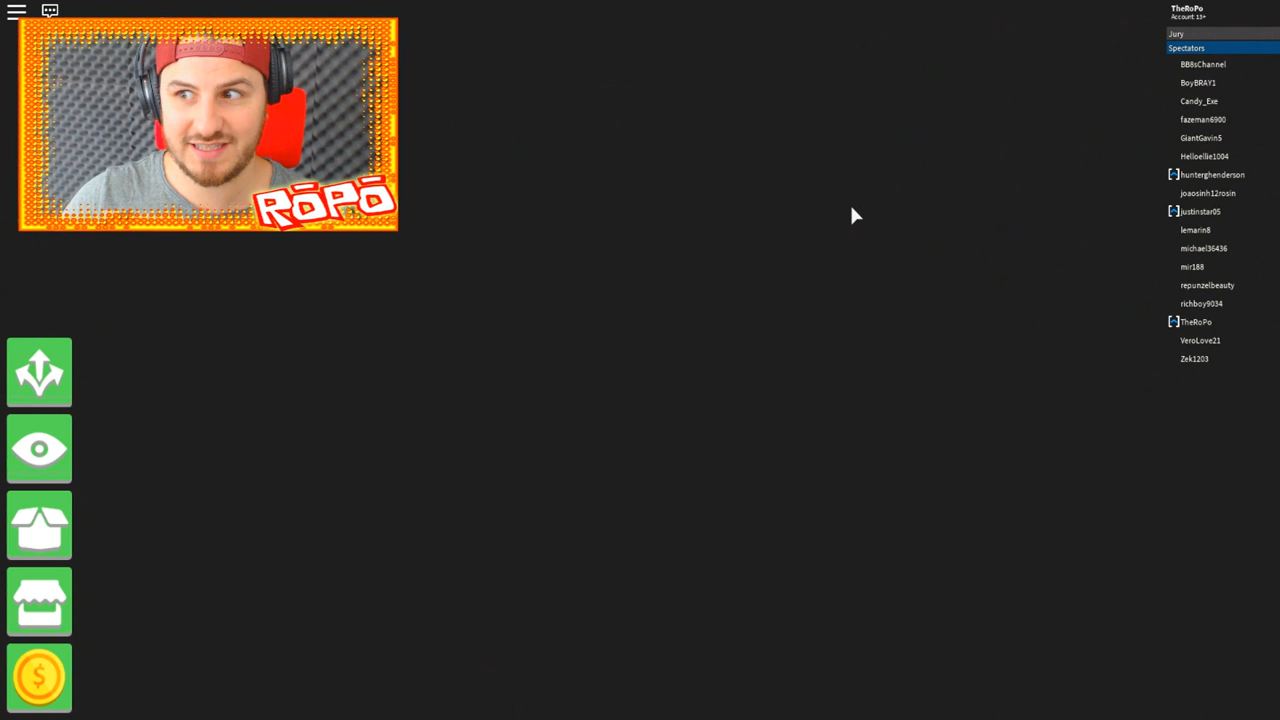 RōPō
TheRoPo
Account: 13+
Jury
Spectators
BB8sChannel
BoyBRAY1
Candy_Exe
fazeman6900
GiantGavin5
Helloellie1004
hunterghenderson
joaosinh12rosin
justinstar05
lemarin8
michael36436
mir188
repunzelbeauty
richboy9034
TheRoPo
VeroLove21
Zek1203
$